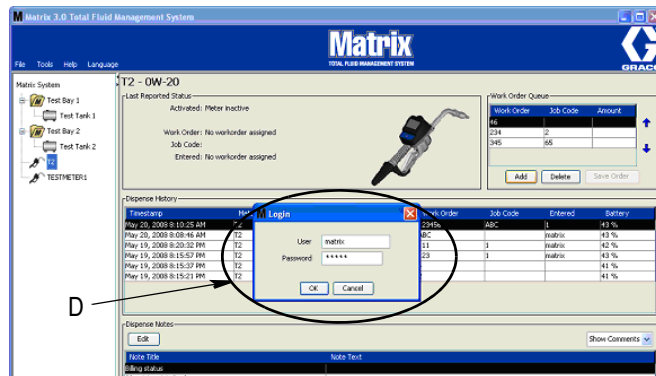 Matrix 3.0 Total Fluid Management System
Matrix
TOTAL FLUID MANAGEMENT SYSTEM
GRACO
File Tools Help Language
Matrix System
Test Bay 1
Test Tank 1
Test Bay 2
Test Tank 2
T2
TESTMETER1
T2 - 0W-20
Last Reported Status
Activated: Meter Inactive
Work Order: No workorder assigned
Job Code:
Entered: No workorder assigned
Work Order Queue
Work Order Job Code Amount
46
234 2
345 65
Add Delete Save Order
Dispense History
Timestamp Work Order Job Code Entered Battery
May 20, 2008 8:10:25 AM T2 ABC 1 43 %
May 20, 2008 8:08:46 AM T2 ABC matrix 43 %
May 19, 2008 8:20:32 PM T2 11 1 matrix 42 %
May 19, 2008 8:15:57 PM T2 23 1 matrix 43 %
May 19, 2008 8:15:37 PM T2 41 %
May 19, 2008 8:15:21 PM T2 41 %
Login
User matrix
Password *****
OK Cancel
D
Dispense Notes
Edit Show Comments
Note Title Note Text
Billing status